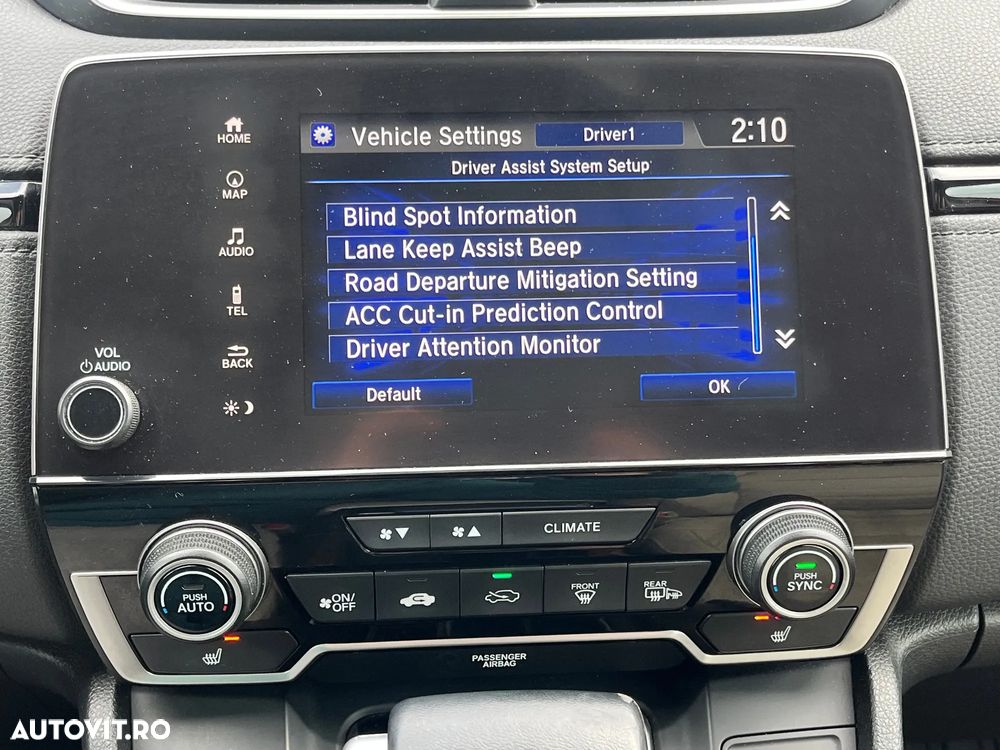 Vehicle Settings
Driver1
2:10
Driver Assist System Setup
Blind Spot Information
Lane Keep Assist Beep
Road Departure Mitigation Setting
ACC Cut-in Prediction Control
Driver Attention Monitor
Default
OK
HOME
MAP
AUDIO
TEL
BACK
VOL
AUDIO
CLIMATE
PUSH
AUTO
ON/
OFF
FRONT
REAR
PUSH
SYNC
PASSENGER
AIRBAG
AUTOVIT.RO